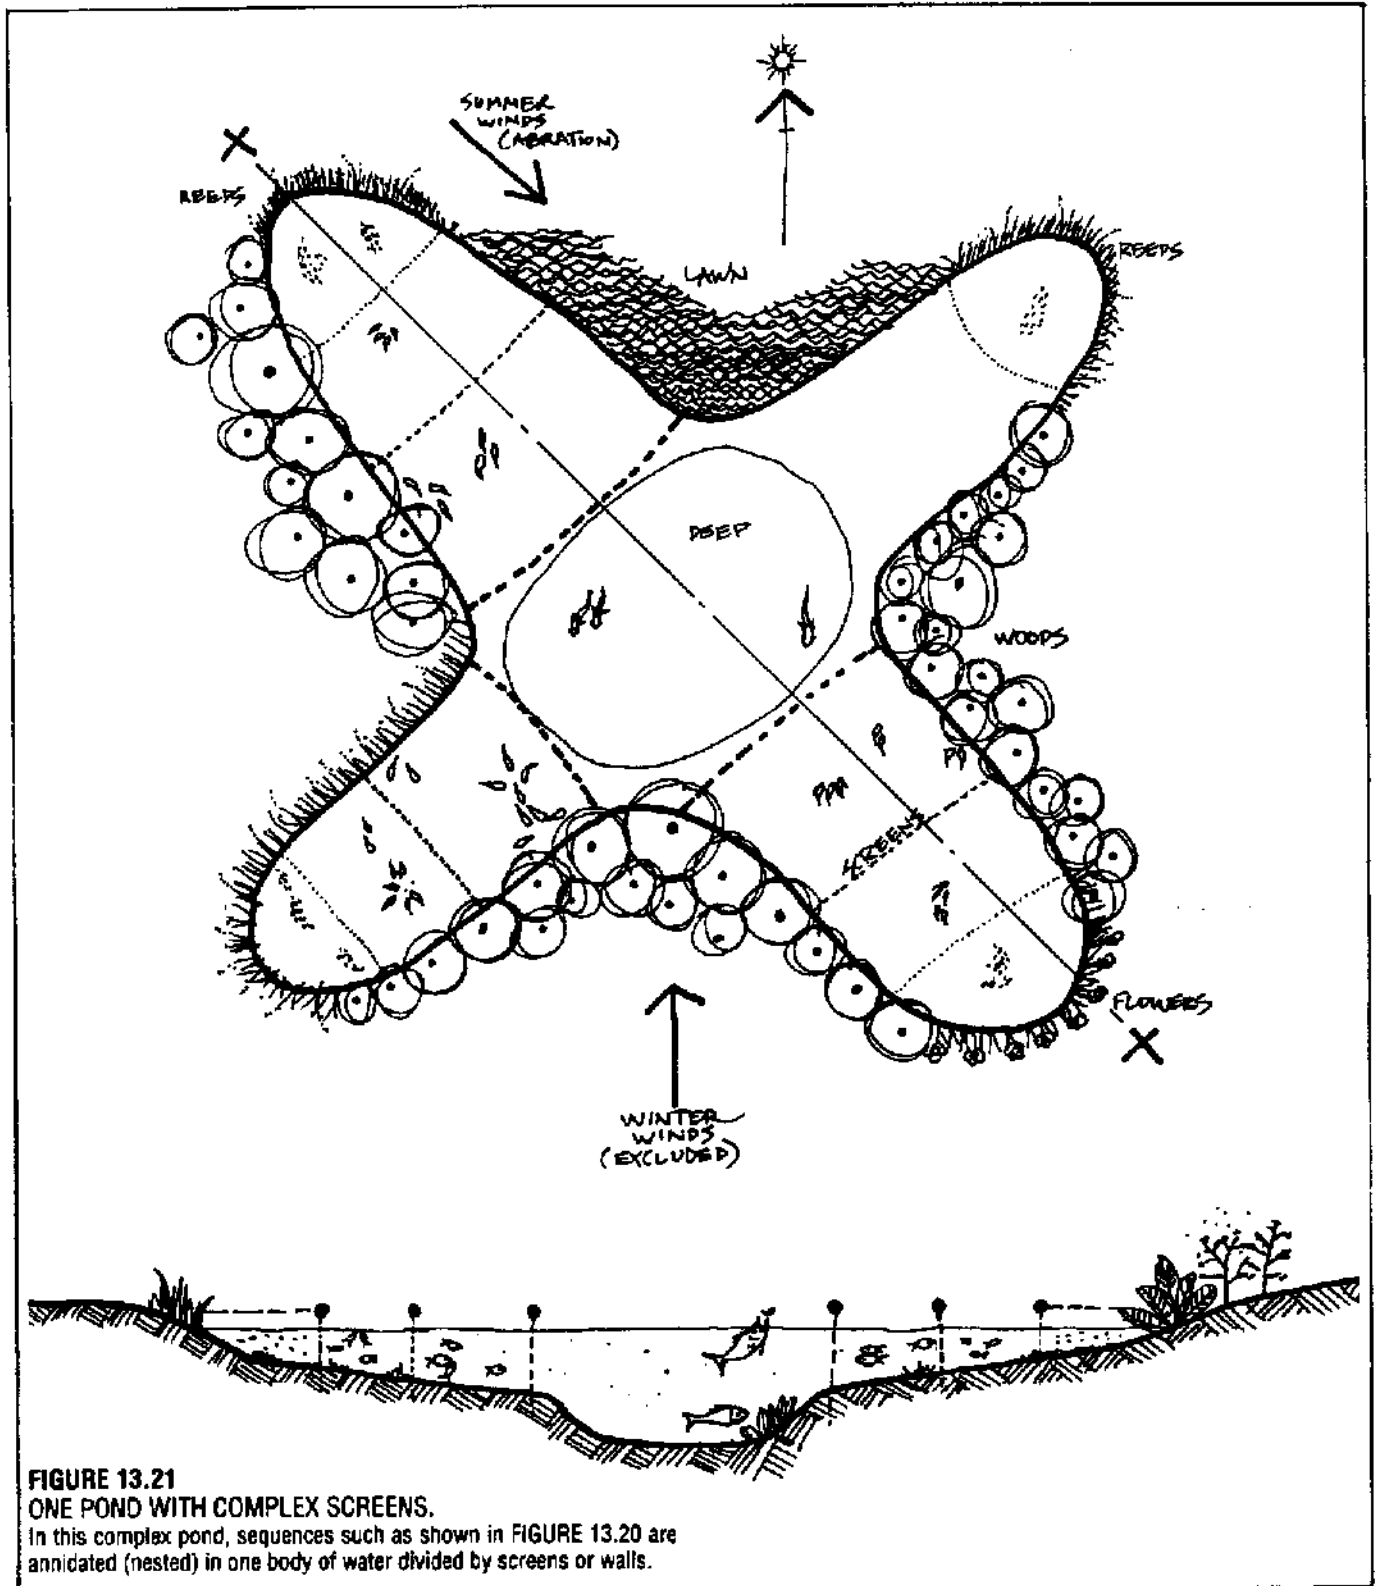 SUMMER
WINDS
(AERATION)
X
REEDS
LAWN
REEDS
DEEP
WOODS
SCREENS
FLOWERS
X
WINTER
WINDS
(EXCLUDED)
FIGURE 13.21
ONE POND WITH COMPLEX SCREENS.
In this complex pond, sequences such as shown in FIGURE 13.20 are
annidated (nested) in one body of water divided by screens or walls.